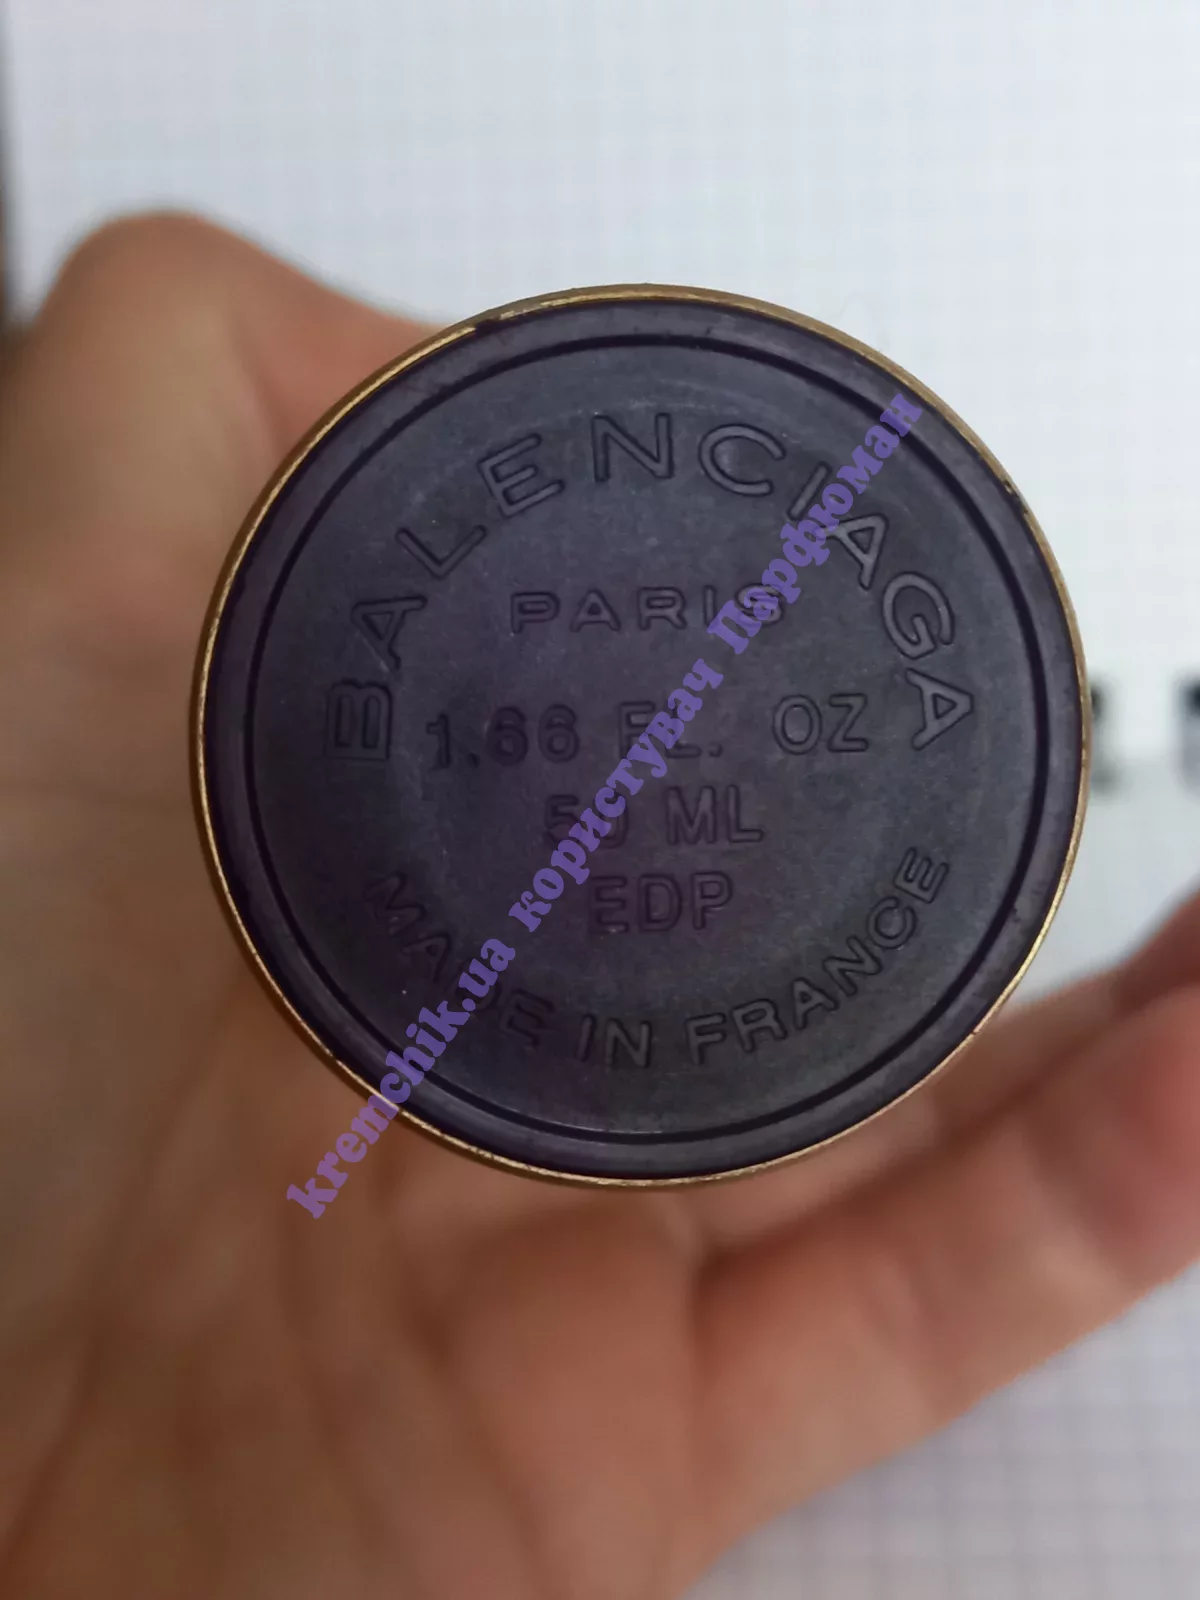 BALENCIAGA
PARIS
1.66 FL. OZ
50 ML
EDP
MADE IN FRANCE
kremchik.ua користувач Парфюман